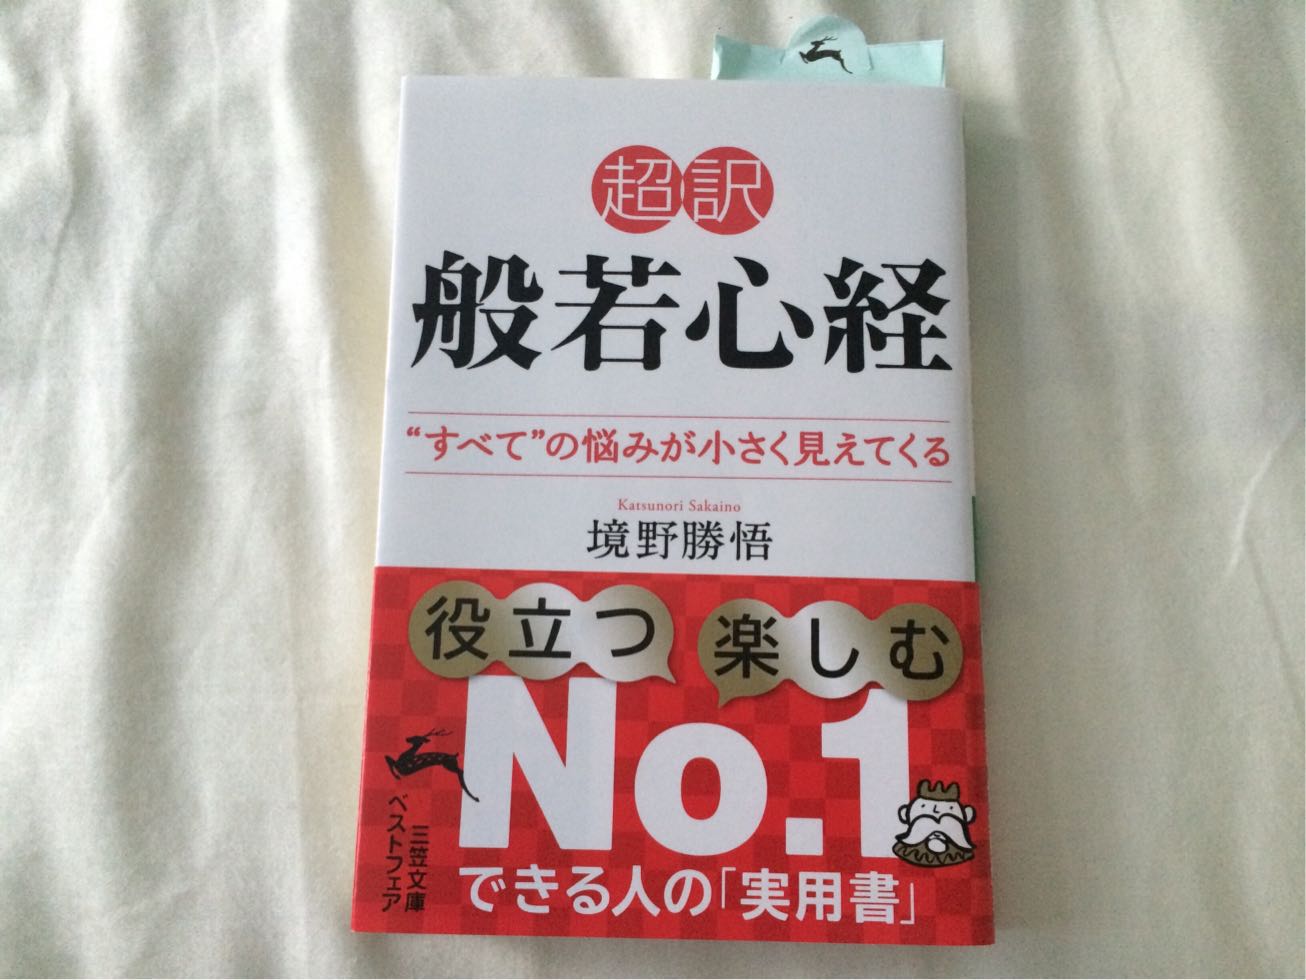 超訳
般若心経
“すべて”の悩みが小さく見えてくる
Katsunori Sakaino
境野勝悟
役立つ 楽しむ
No.1
三笠文庫
ベストフェア
できる人の「実用書」